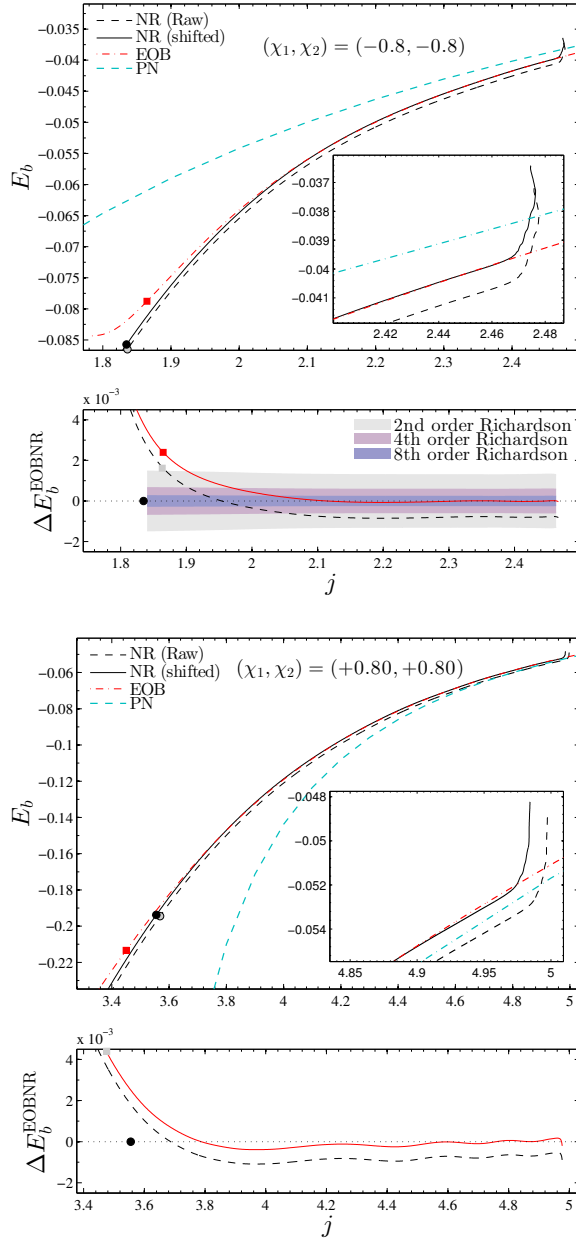 NR (Raw)
NR (shifted)
EOB
PN
(χ1, χ2) = (−0.8, −0.8)
E_b
−0.035
−0.04
−0.045
−0.05
−0.055
−0.06
−0.065
−0.07
−0.075
−0.08
−0.085
1.8 1.9 2 2.1 2.2 2.3 2.4
−0.037
−0.038
−0.039
−0.04
−0.041
2.42 2.44 2.46 2.48
x 10^−3
4
2
0
−2
ΔE_b^EOBNR
2nd order Richardson
4th order Richardson
8th order Richardson
1.8 1.9 2 2.1 2.2 2.3 2.4
j
NR (Raw)
NR (shifted)
EOB
PN
(χ1, χ2) = (+0.80, +0.80)
E_b
−0.06
−0.08
−0.1
−0.12
−0.14
−0.16
−0.18
−0.2
−0.22
3.4 3.6 3.8 4 4.2 4.4 4.6 4.8 5
−0.048
−0.05
−0.052
−0.054
4.85 4.9 4.95 5
x 10^−3
4
2
0
−2
ΔE_b^EOBNR
3.4 3.6 3.8 4 4.2 4.4 4.6 4.8 5
j